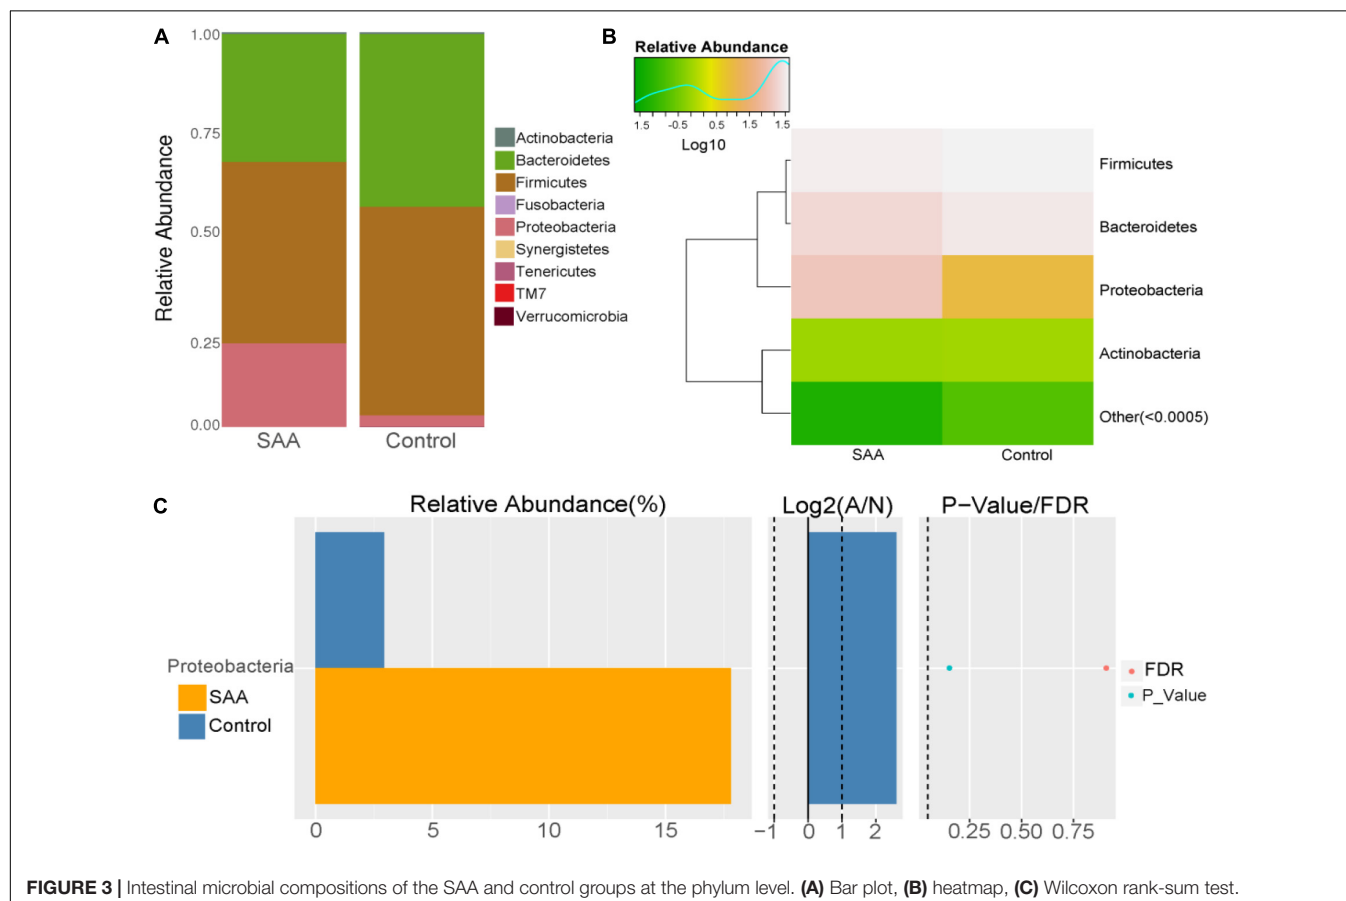 A
1.00
0.75
0.50
0.25
0.00
Relative Abundance
SAA
Control
Actinobacteria
Bacteroidetes
Firmicutes
Fusobacteria
Proteobacteria
Synergistetes
Tenericutes
TM7
Verrucomicrobia
B
Relative Abundance
1.5 -0.5 0.5 1.5 1.5
Log10
Firmicutes
Bacteroidetes
Proteobacteria
Actinobacteria
Other(<0.0005)
SAA Control
C
Relative Abundance(%) Log2(A/N) P−Value/FDR
Proteobacteria
SAA
Control
0 5 10 15
−1 0 1 2
0.25 0.50 0.75
FDR
P_Value
FIGURE 3 | Intestinal microbial compositions of the SAA and control groups at the phylum level. (A) Bar plot, (B) heatmap, (C) Wilcoxon rank-sum test.